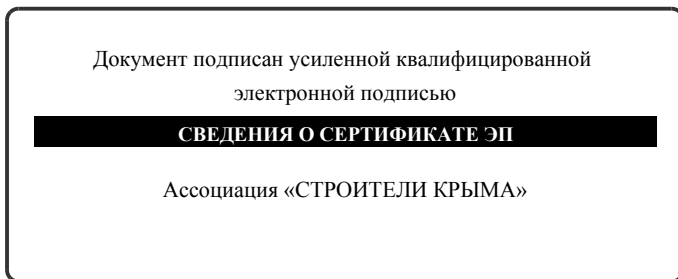 Документ подписан усиленной квалифицированной
электронной подписью
СВЕДЕНИЯ О СЕРТИФИКАТЕ ЭП
Ассоциация «СТРОИТЕЛИ КРЫМА»